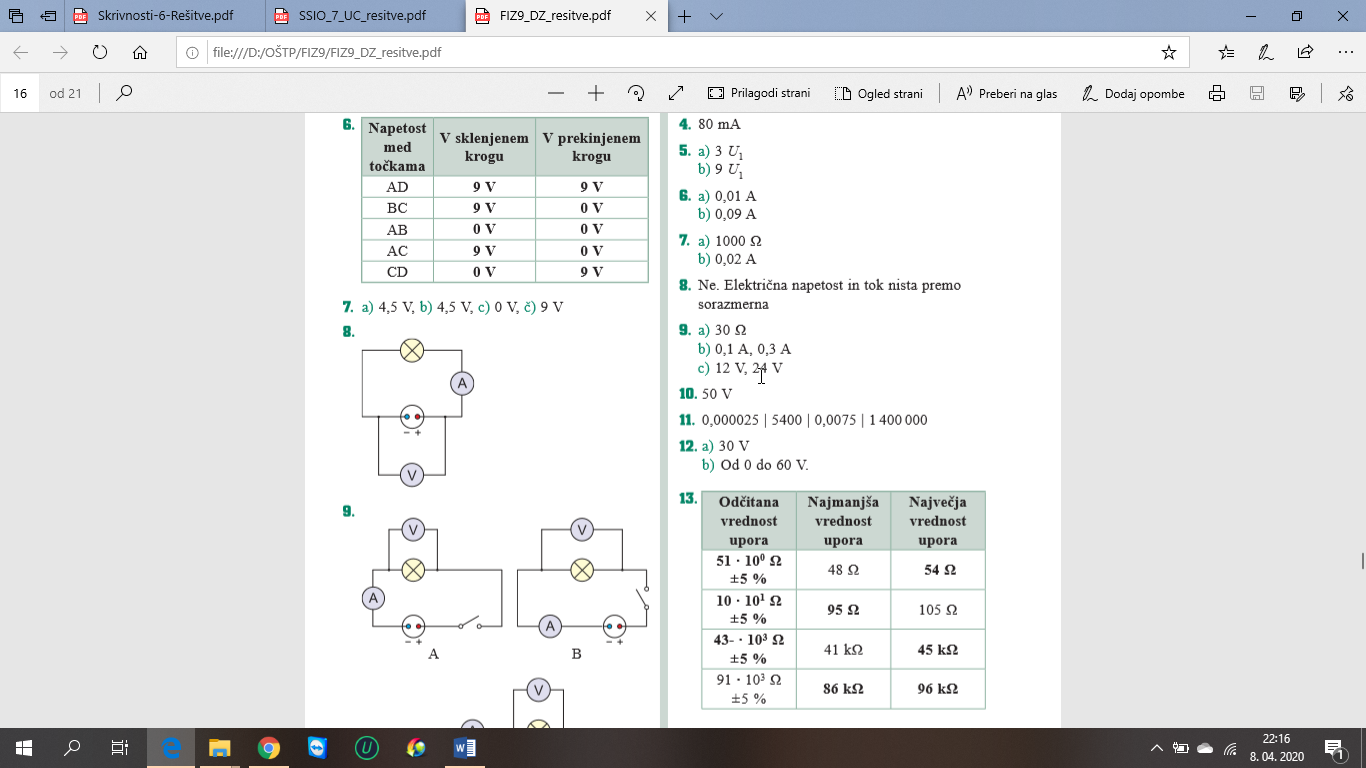 Skrivnosti-6-Rešitve.pdf
SSIO_7_UC_resitve.pdf
FIZ9_DZ_resitve.pdf
file:///D:/OŠTP/FIZ9/FIZ9_DZ_resitve.pdf
16 od 21
Prilagodi strani
Ogled strani
Preberi na glas
Dodaj opombe
6.
Napetost med točkama | V sklenjenem krogu | V prekinjenem krogu
AD 9 V 9 V
BC 9 V 0 V
AB 0 V 0 V
AC 9 V 0 V
CD 0 V 9 V
7. a) 4,5 V, b) 4,5 V, c) 0 V, č) 9 V
8.
A
- +
V
9.
V V
A
A
- + - +
A B
V
4. 80 mA
5. a) 3 U₁
b) 9 U₁
6. a) 0,01 A
b) 0,09 A
7. a) 1000 Ω
b) 0,02 A
8. Ne. Električna napetost in tok nista premo
sorazmerna
9. a) 30 Ω
b) 0,1 A, 0,3 A
c) 12 V, 24 V
10. 50 V
11. 0,000025 | 5400 | 0,0075 | 1 400 000
12. a) 30 V
b) Od 0 do 60 V.
13.
Odčitana vrednost upora | Najmanjša vrednost upora | Največja vrednost upora
51 · 10⁰ Ω ±5 % 48 Ω 54 Ω
10 · 10¹ Ω ±5 % 95 Ω 105 Ω
43- · 10³ Ω ±5 % 41 kΩ 45 kΩ
91 · 10³ Ω ±5 % 86 kΩ 96 kΩ
22:16
8. 04. 2020
1